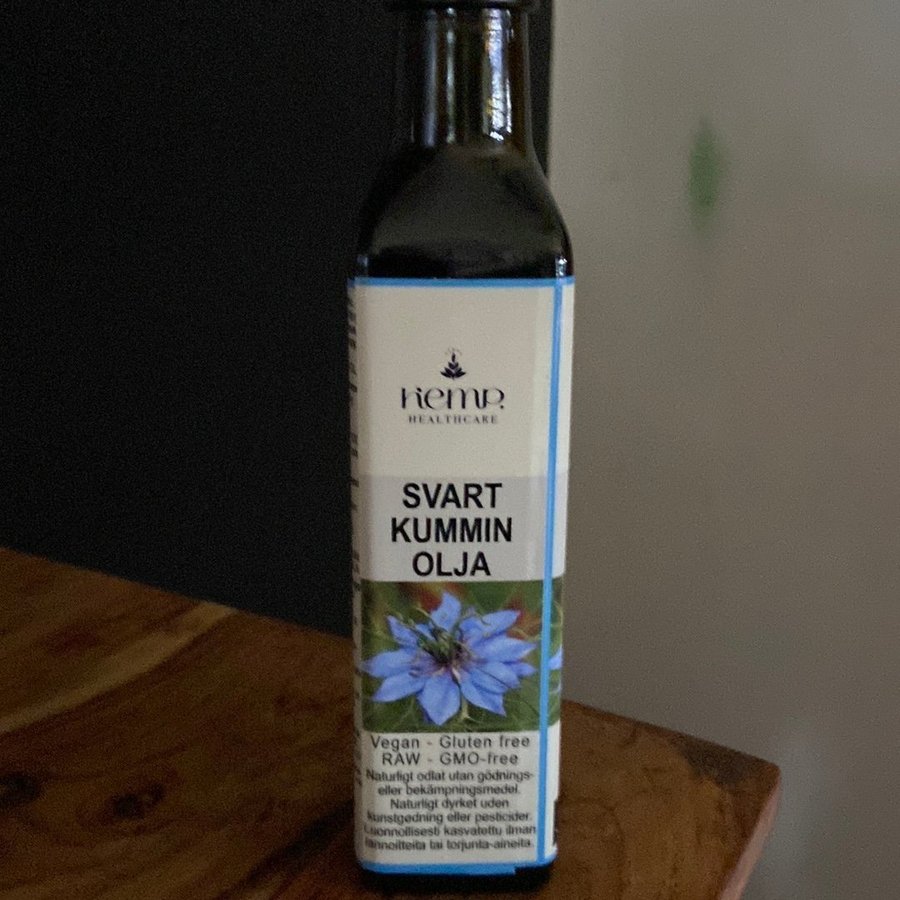 Hemp.
HEALTHCARE
SVART
KUMMIN
OLJA
Vegan - Gluten free
RAW - GMO-free
Naturligt odlat utan gödnings-
eller bekämpningsmedel.
Naturligt dyrket uden
kunstgødning eller pesticider.
Luonnollisesti kasvatettu ilman
lannoitteita tai torjunta-aineita.